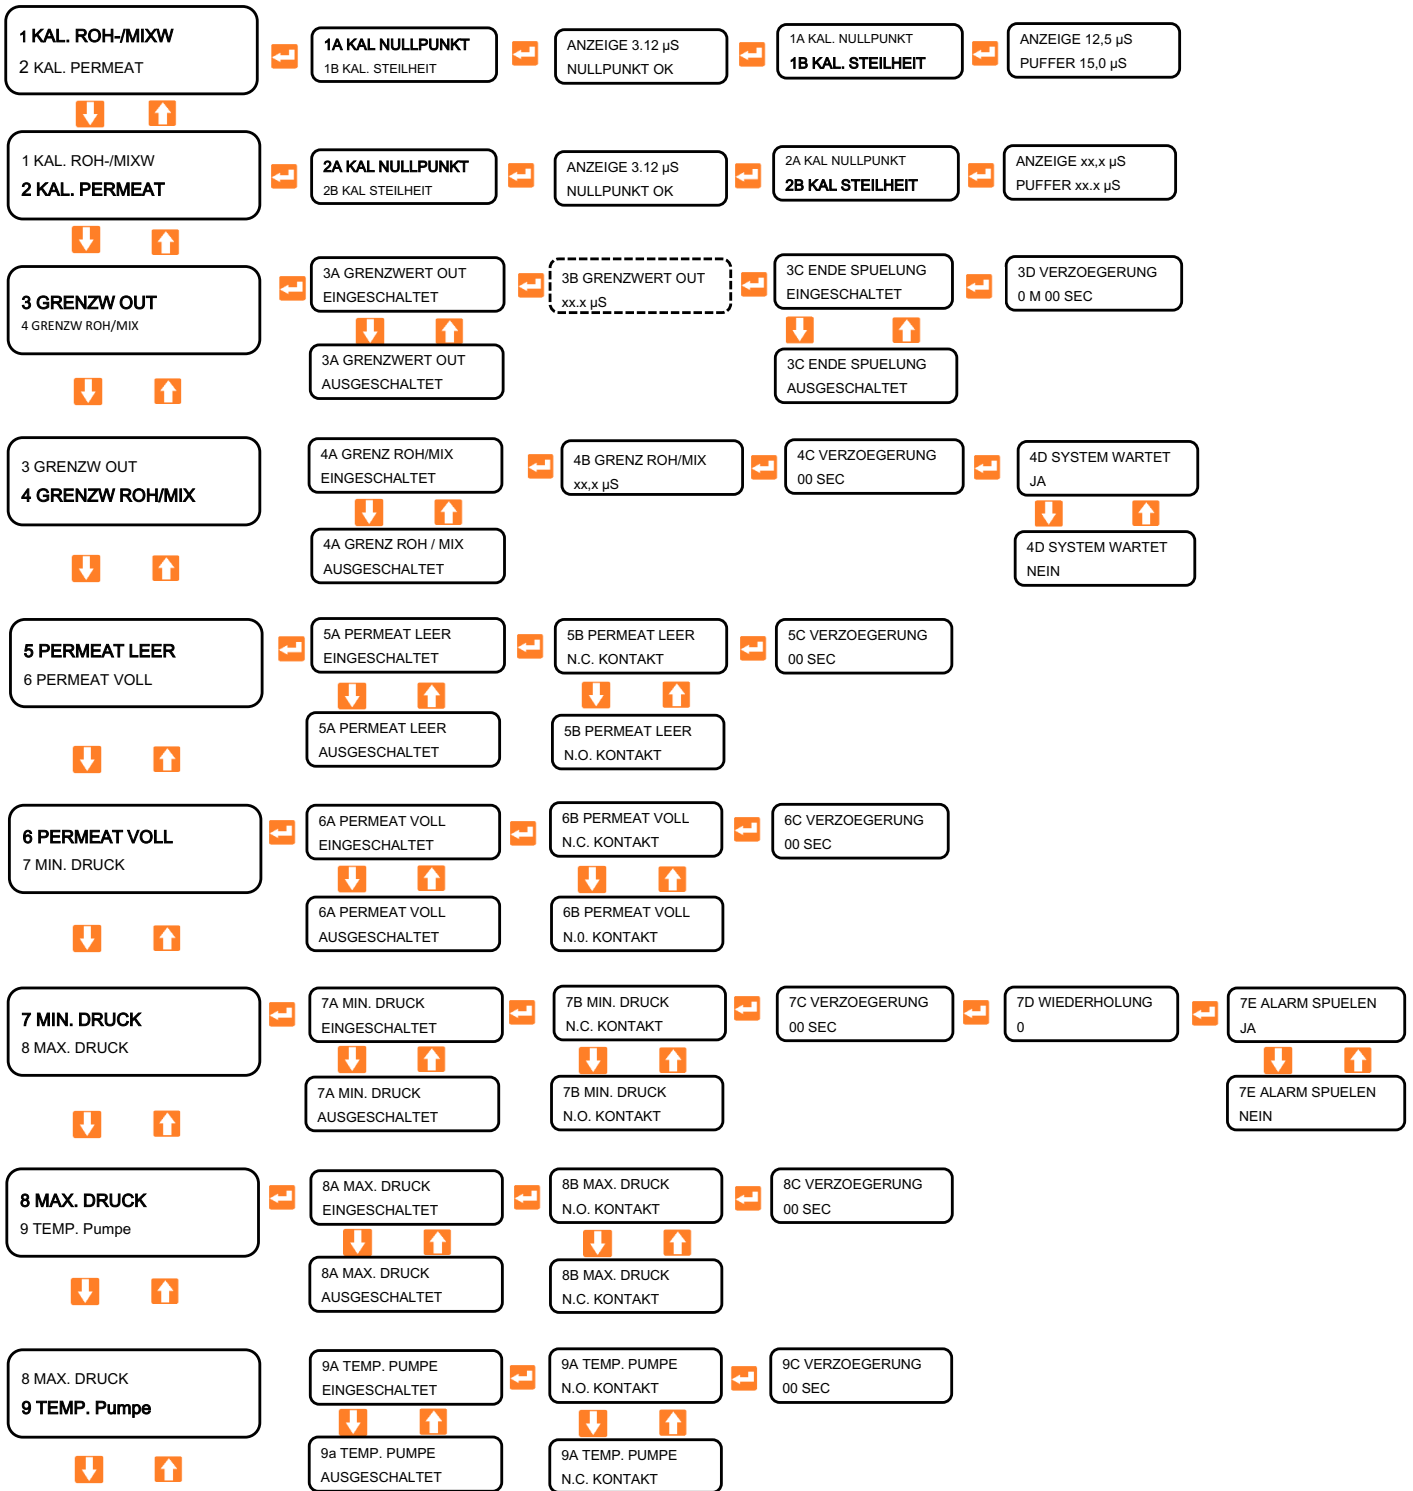 1 KAL. ROH-/MIXW
2 KAL. PERMEAT
1A KAL NULLPUNKT
1B KAL. STEILHEIT
ANZEIGE 3.12 µS
NULLPUNKT OK
1A KAL. NULLPUNKT
1B KAL. STEILHEIT
ANZEIGE 12,5 µS
PUFFER 15,0 µS
1 KAL. ROH-/MIXW
2 KAL. PERMEAT
2A KAL NULLPUNKT
2B KAL STEILHEIT
ANZEIGE 3.12 µS
NULLPUNKT OK
2A KAL NULLPUNKT
2B KAL STEILHEIT
ANZEIGE xx,x µS
PUFFER xx.x µS
3 GRENZW OUT
4 GRENZW ROH/MIX
3A GRENZWERT OUT
EINGESCHALTET
3B GRENZWERT OUT
xx.x µS
3C ENDE SPUELUNG
EINGESCHALTET
3D VERZOEGERUNG
0 M 00 SEC
3A GRENZWERT OUT
AUSGESCHALTET
3C ENDE SPUELUNG
AUSGESCHALTET
3 GRENZW OUT
4 GRENZW ROH/MIX
4A GRENZ ROH/MIX
EINGESCHALTET
4B GRENZ ROH/MIX
xx,x µS
4C VERZOEGERUNG
00 SEC
4D SYSTEM WARTET
JA
4A GRENZ ROH / MIX
AUSGESCHALTET
4D SYSTEM WARTET
NEIN
5 PERMEAT LEER
6 PERMEAT VOLL
5A PERMEAT LEER
EINGESCHALTET
5B PERMEAT LEER
N.C. KONTAKT
5C VERZOEGERUNG
00 SEC
5A PERMEAT LEER
AUSGESCHALTET
5B PERMEAT LEER
N.O. KONTAKT
6 PERMEAT VOLL
7 MIN. DRUCK
6A PERMEAT VOLL
EINGESCHALTET
6B PERMEAT VOLL
N.C. KONTAKT
6C VERZOEGERUNG
00 SEC
6A PERMEAT VOLL
AUSGESCHALTET
6B PERMEAT VOLL
N.0. KONTAKT
7 MIN. DRUCK
8 MAX. DRUCK
7A MIN. DRUCK
EINGESCHALTET
7B MIN. DRUCK
N.C. KONTAKT
7C VERZOEGERUNG
00 SEC
7D WIEDERHOLUNG
0
7E ALARM SPUELEN
JA
7A MIN. DRUCK
AUSGESCHALTET
7B MIN. DRUCK
N.O. KONTAKT
7E ALARM SPUELEN
NEIN
8 MAX. DRUCK
9 TEMP. Pumpe
8A MAX. DRUCK
EINGESCHALTET
8B MAX. DRUCK
N.O. KONTAKT
8C VERZOEGERUNG
00 SEC
8A MAX. DRUCK
AUSGESCHALTET
8B MAX. DRUCK
N.C. KONTAKT
8 MAX. DRUCK
9 TEMP. Pumpe
9A TEMP. PUMPE
EINGESCHALTET
9A TEMP. PUMPE
N.O. KONTAKT
9C VERZOEGERUNG
00 SEC
9a TEMP. PUMPE
AUSGESCHALTET
9A TEMP. PUMPE
N.C. KONTAKT